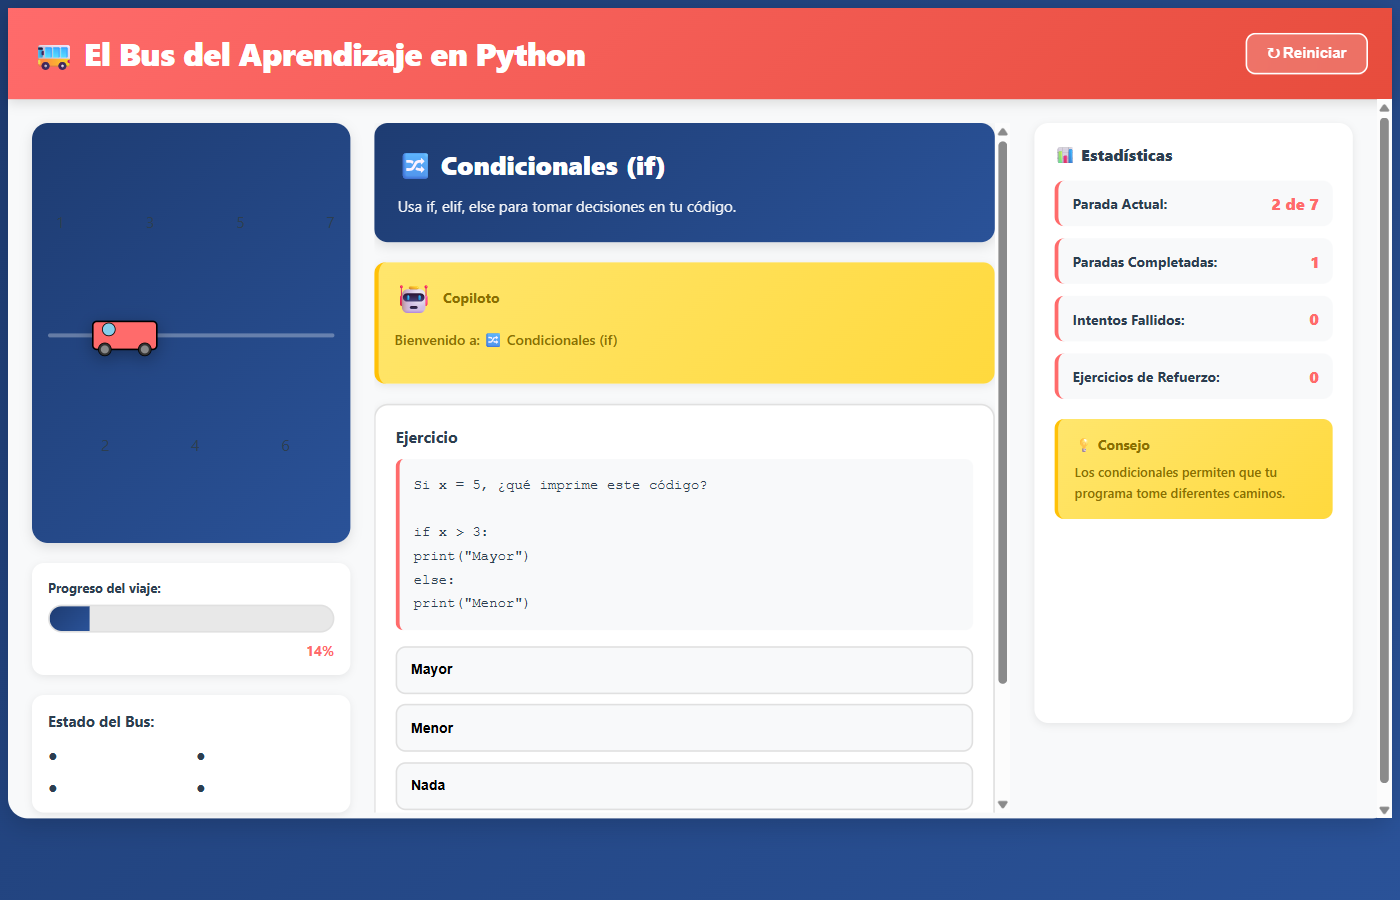 El Bus del Aprendizaje en Python
↻ Reiniciar
1 3 5 7
2 4 6
Progreso del viaje:
14%
Estado del Bus:
Condicionales (if)
Usa if, elif, else para tomar decisiones en tu código.
Copiloto
Bienvenido a: 🔀 Condicionales (if)
Ejercicio
Si x = 5, ¿qué imprime este código?
if x > 3:
print("Mayor")
else:
print("Menor")
Mayor
Menor
Nada
Estadísticas
Parada Actual: 2 de 7
Paradas Completadas: 1
Intentos Fallidos: 0
Ejercicios de Refuerzo: 0
Consejo
Los condicionales permiten que tu
programa tome diferentes caminos.